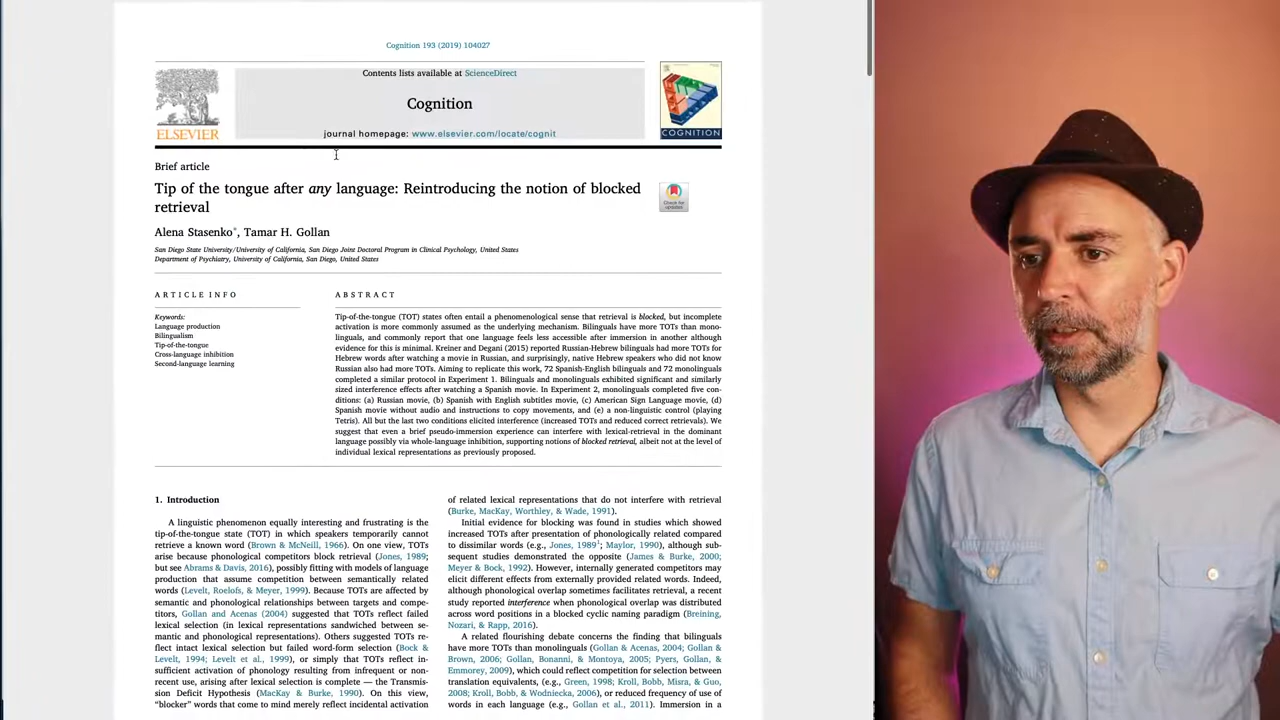 Cognition 193 (2019) 104027
Contents lists available at ScienceDirect
Cognition
journal homepage: www.elsevier.com/locate/cognit
ELSEVIER
COGNITION
Brief article
Tip of the tongue after any language: Reintroducing the notion of blocked
retrieval
Check for
updates
Alena Stasenko*, Tamar H. Gollan
San Diego State University/University of California, San Diego Joint Doctoral Program in Clinical Psychology, United States
Department of Psychiatry, University of California, San Diego, United States
ARTICLE INFO
Keywords:
Language production
Bilingualism
Tip-of-the-tongue
Cross-language inhibition
Second-language learning
ABSTRACT
Tip-of-the-tongue (TOT) states often entail a phenomenological sense that retrieval is blocked, but incomplete
activation is more commonly assumed as the underlying mechanism. Bilinguals have more TOTs than mono-
linguals, and commonly report that one language feels less accessible after immersion in another although
evidence for this is minimal. Kreiner and Degani (2015) reported Russian-Hebrew bilinguals had more TOTs for
Hebrew words after watching a movie in Russian, and surprisingly, native Hebrew speakers who did not know
Russian also had more TOTs. Aiming to replicate this work, 72 Spanish-English bilinguals and 72 monolinguals
completed a similar protocol in Experiment 1. Bilinguals and monolinguals exhibited significant and similarly
sized interference effects after watching a Spanish movie. In Experiment 2, monolinguals completed five con-
ditions: (a) Russian movie, (b) Spanish with English subtitles movie, (c) American Sign Language movie, (d)
Spanish movie without audio and instructions to copy movements, and (e) a non-linguistic control (playing
Tetris). All but the last two conditions elicited interference (increased TOTs and reduced correct retrievals). We
suggest that even a brief pseudo-immersion experience can interfere with lexical-retrieval in the dominant
language possibly via whole-language inhibition, supporting notions of blocked retrieval, albeit not at the level of
individual lexical representations as previously proposed.
1. Introduction
A linguistic phenomenon equally interesting and frustrating is the
tip-of-the-tongue state (TOT) in which speakers temporarily cannot
retrieve a known word (Brown & McNeill, 1966). On one view, TOTs
arise because phonological competitors block retrieval (Jones, 1989;
but see Abrams & Davis, 2016), possibly fitting with models of language
production that assume competition between semantically related
words (Levelt, Roelofs, & Meyer, 1999). Because TOTs are affected by
semantic and phonological relationships between targets and compe-
titors, Gollan and Acenas (2004) suggested that TOTs reflect failed
lexical selection (in lexical representations sandwiched between se-
mantic and phonological representations). Others suggested TOTs re-
flect intact lexical selection but failed word-form selection (Bock &
Levelt, 1994; Levelt et al., 1999), or simply that TOTs reflect in-
sufficient activation of phonology resulting from infrequent or non-
recent use, arising after lexical selection is complete — the Transmis-
sion Deficit Hypothesis (MacKay & Burke, 1990). On this view,
"blocker" words that come to mind merely reflect incidental activation
of related lexical representations that do not interfere with retrieval
(Burke, MacKay, Worthley, & Wade, 1991).
Initial evidence for blocking was found in studies which showed
increased TOTs after presentation of phonologically related compared
to dissimilar words (e.g., Jones, 1989¹; Maylor, 1990), although sub-
sequent studies demonstrated the opposite (James & Burke, 2000;
Meyer & Bock, 1992). However, internally generated competitors may
elicit different effects from externally provided related words. Indeed,
although phonological overlap sometimes facilitates retrieval, a recent
study reported interference when phonological overlap was distributed
across word positions in a blocked cyclic naming paradigm (Breining,
Nozari, & Rapp, 2016).
A related flourishing debate concerns the finding that bilinguals
have more TOTs than monolinguals (Gollan & Acenas, 2004; Gollan &
Brown, 2006; Gollan, Bonanni, & Montoya, 2005; Pyers, Gollan, &
Emmorey, 2009), which could reflect competition for selection between
translation equivalents, (e.g., Green, 1998; Kroll, Bobb, Misra, & Guo,
2008; Kroll, Bobb, & Wodniecka, 2006), or reduced frequency of use of
words in each language (e.g., Gollan et al., 2011). Immersion in a